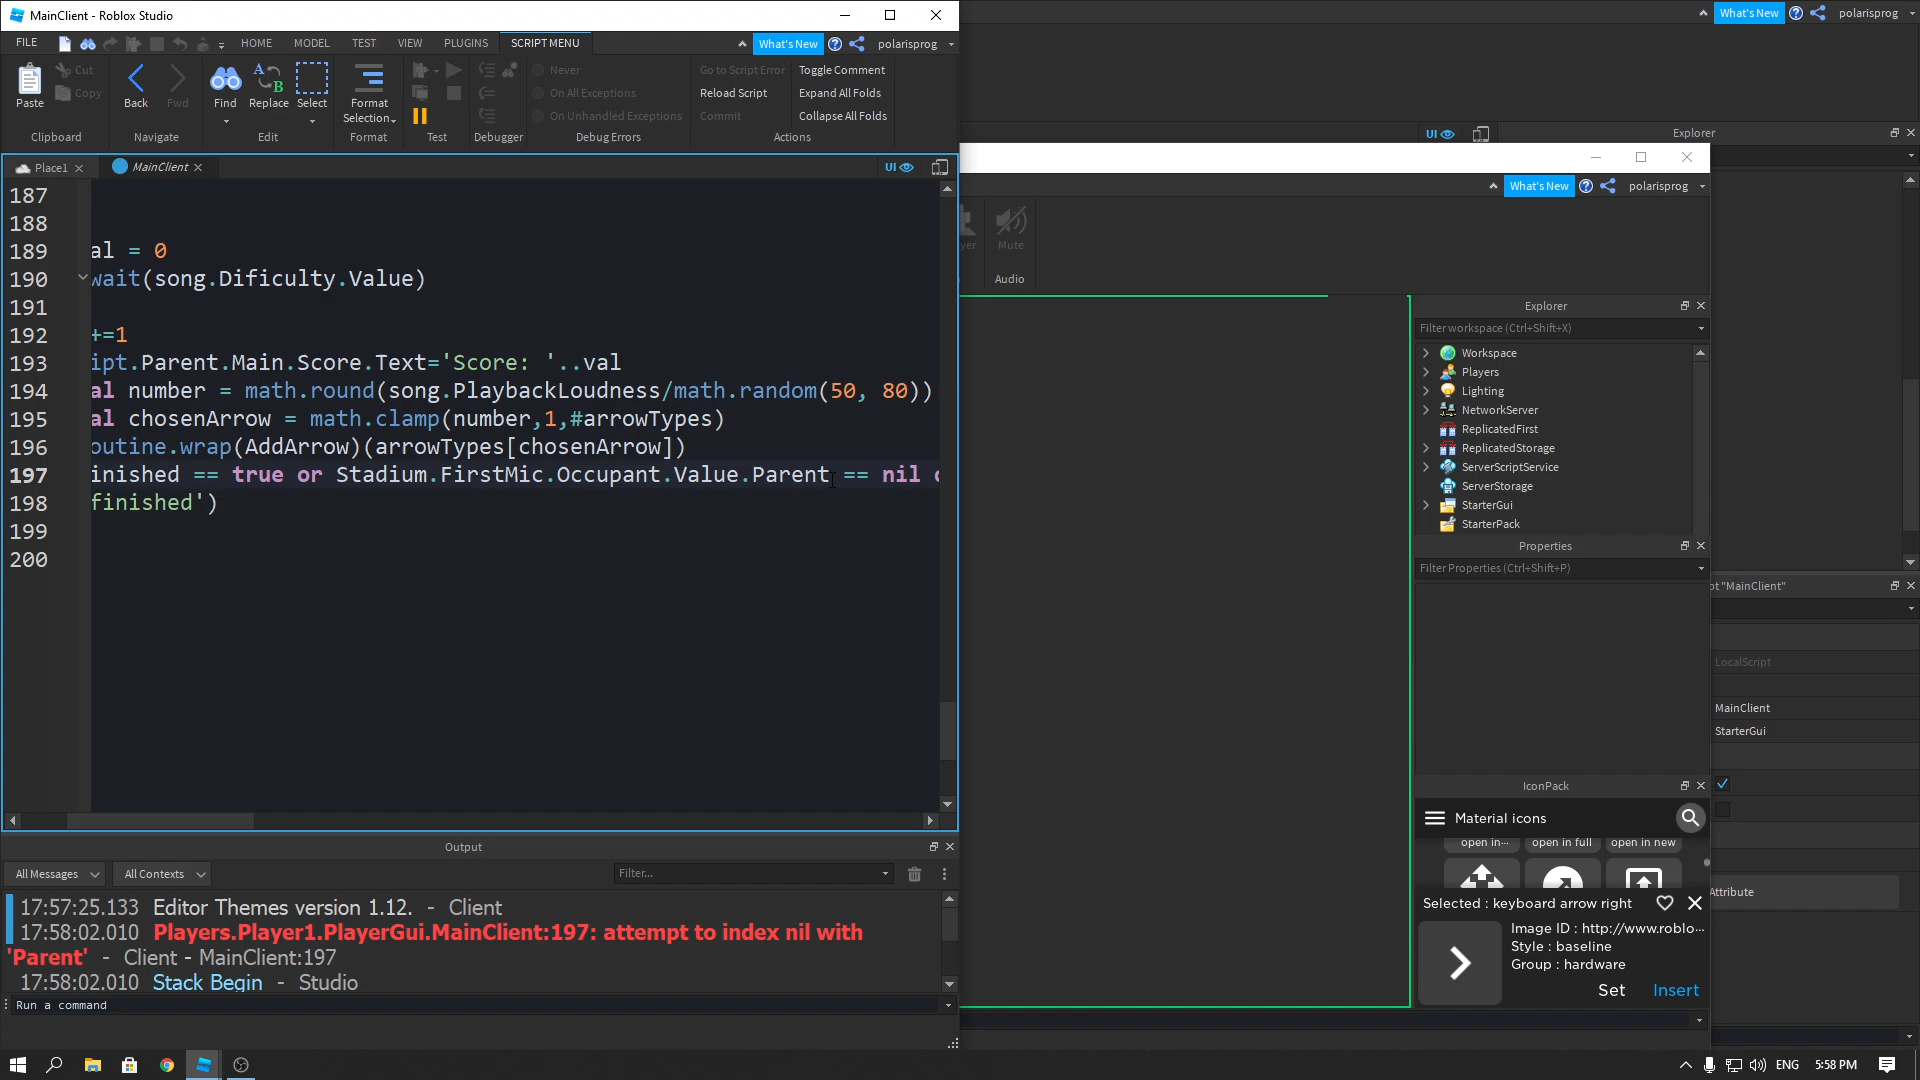 MainClient - Roblox Studio
What's New
polarisprog
FILE
HOME
MODEL
TEST
VIEW
PLUGINS
SCRIPT MENU
What's New
polarisprog
Paste
Cut
Copy
Clipboard
Back
Fwd
Navigate
Find
Replace
Select
Edit
Format
Selection
Format
Test
Debugger
Never
On All Exceptions
On Unhandled Exceptions
Debug Errors
Go to Script Error
Reload Script
Commit
Toggle Comment
Expand All Folds
Collapse All Folds
Actions
UI
Explorer
Place1
MainClient
UI
What's New
polarisprog
yer
Mute
Audio
187
188
189 al = 0
190 wait(song.Dificulty.Value)
191
192 +=1
193 ipt.Parent.Main.Score.Text='Score: '..val
194 al number = math.round(song.PlaybackLoudness/math.random(50, 80))
195 al chosenArrow = math.clamp(number,1,#arrowTypes)
196 outine.wrap(AddArrow)(arrowTypes[chosenArrow])
197 inished == true or Stadium.FirstMic.Occupant.Value.Parent == nil
198 finished')
199
200
Explorer
Filter workspace (Ctrl+Shift+X)
Workspace
Players
Lighting
NetworkServer
ReplicatedFirst
ReplicatedStorage
ServerScriptService
ServerStorage
StarterGui
StarterPack
Properties
Filter Properties (Ctrl+Shift+P)
pt "MainClient"
LocalScript
MainClient
StarterGui
Attribute
IconPack
Material icons
open in...
open in full
open in new
Selected : keyboard arrow right
Image ID : http://www.roblo...
Style : baseline
Group : hardware
Set
Insert
Output
All Messages
All Contexts
Filter...
17:57:25.133 Editor Themes version 1.12. - Client
17:58:02.010 Players.Player1.PlayerGui.MainClient:197: attempt to index nil with
'Parent' - Client - MainClient:197
17:58:02.010 Stack Begin - Studio
Run a command
ENG
5:58 PM